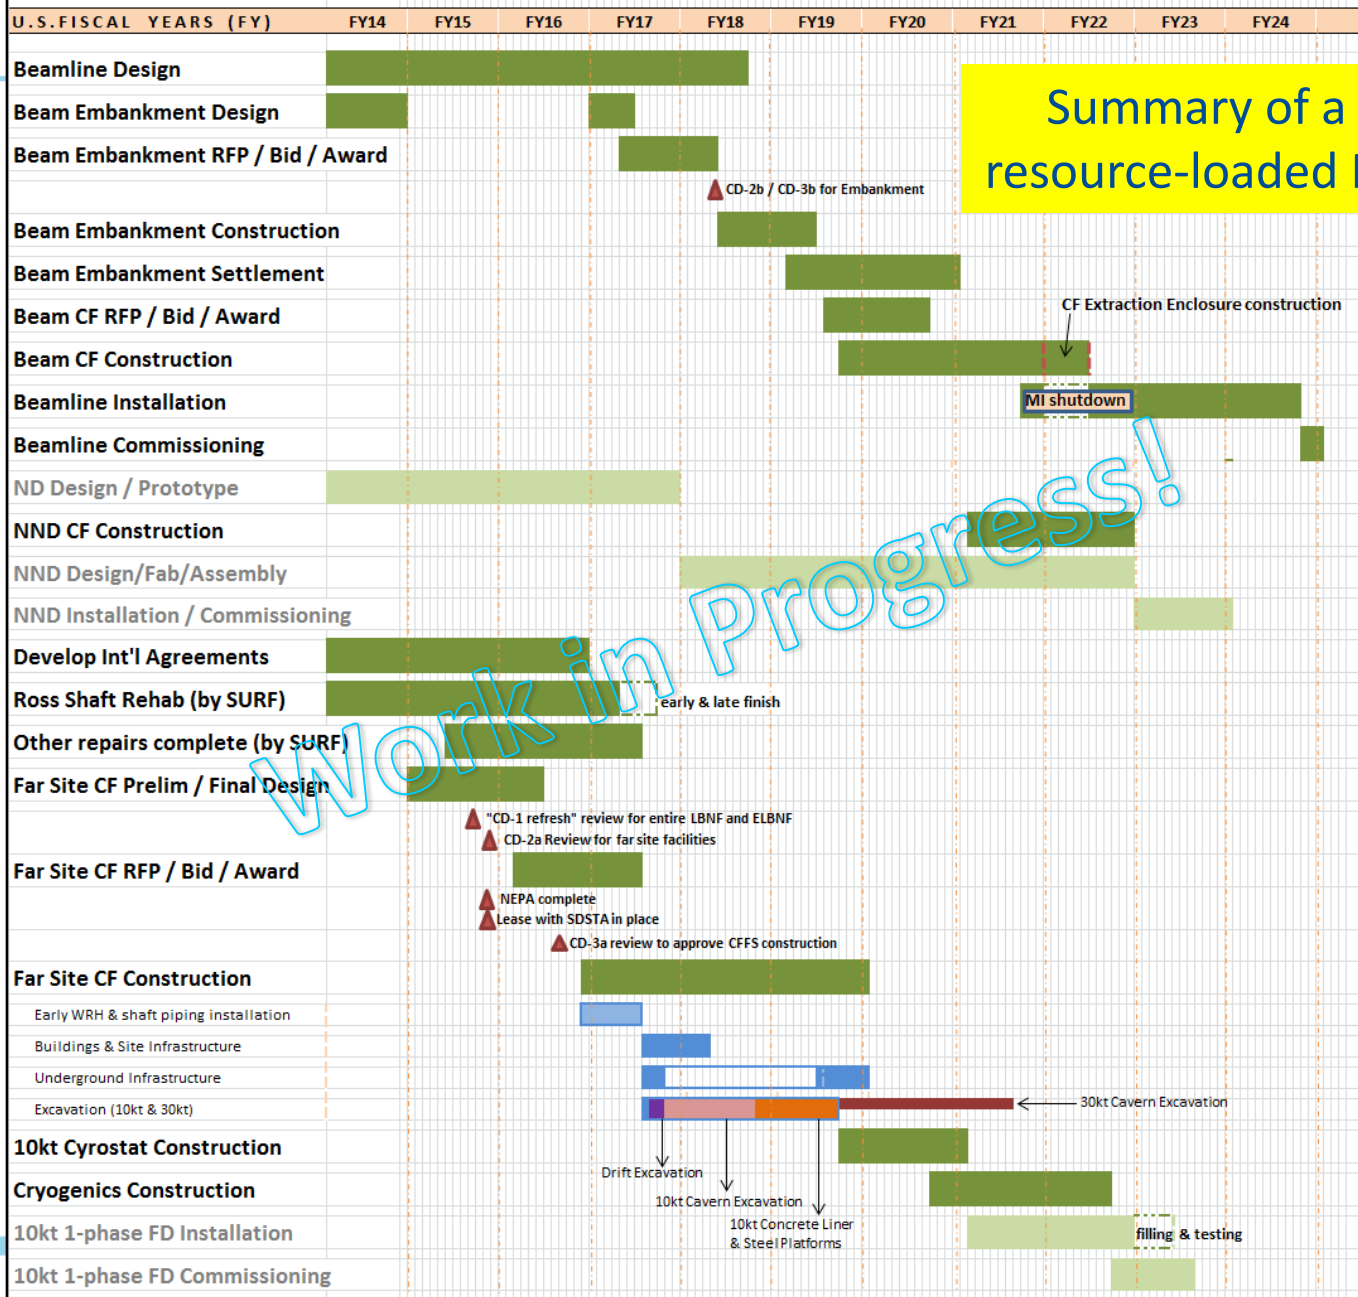 U.S. FISCAL YEARS (FY) FY14 FY15 FY16 FY17 FY18 FY19 FY20 FY21 FY22 FY23 FY24
Beamline Design
Summary of a
Beam Embankment Design
Beam Embankment RFP / Bid / Award
resource-loaded
CD-2b / CD-3b for Embankment
Beam Embankment Construction
Beam Embankment Settlement
CF Extraction Enclosure construction
Beam CF RFP / Bid / Award
Beam CF Construction
Beamline Installation
MI shutdown
Beamline Commissioning
ND Design / Prototype
NND CF Construction
NND Design/Fab/Assembly
NND Installation / Commissioning
Work in Progress!
Develop Int'l Agreements
Ross Shaft Rehab (by SURF)
early & late finish
Other repairs complete (by SURF)
Far Site CF Prelim / Final Design
"CD-1 refresh" review for entire LBNF and ELBNF
CD-2a Review for far site facilities
Far Site CF RFP / Bid / Award
NEPA complete
Lease with SDSTA in place
CD-3a review to approve CFFS construction
Far Site CF Construction
Early WRH & shaft piping installation
Buildings & Site Infrastructure
Underground Infrastructure
Excavation (10kt & 30kt)
30kt Cavern Excavation
10kt Cyrostat Construction
Drift Excavation
Cryogenics Construction
10kt Cavern Excavation
10kt Concrete Liner
& Steel Platforms
10kt 1-phase FD Installation
filling & testing
10kt 1-phase FD Commissioning